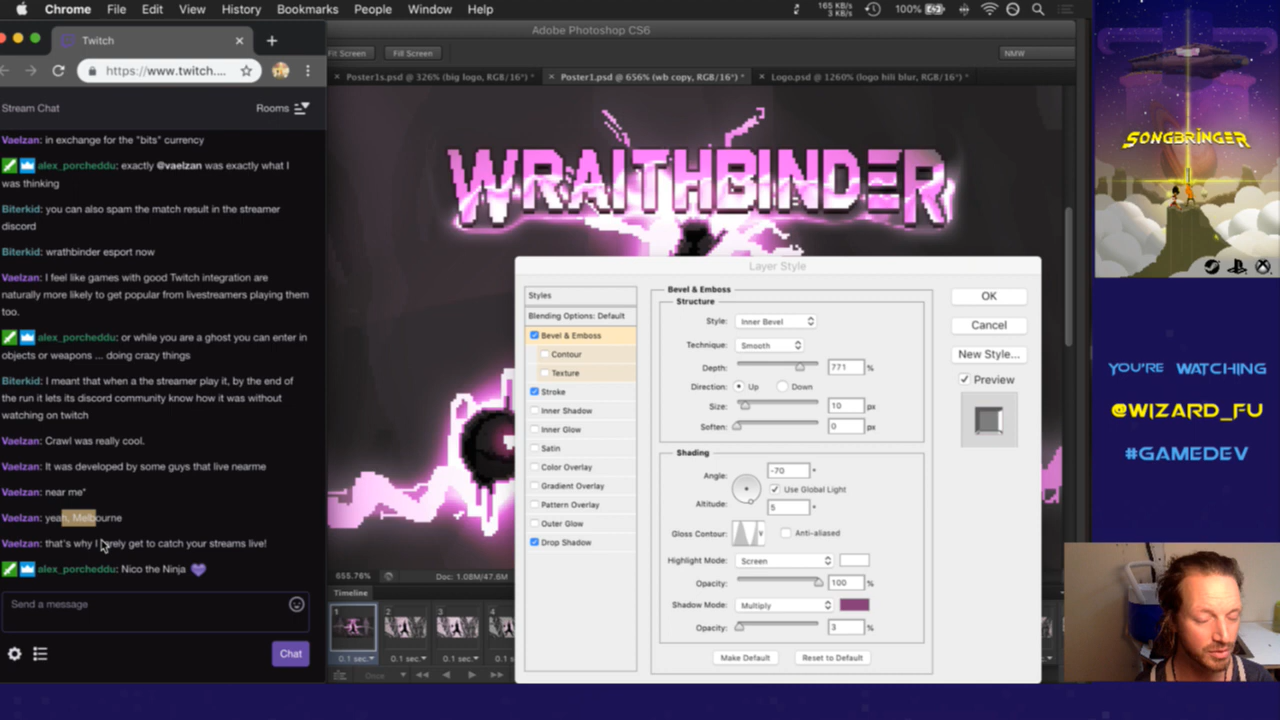 Chrome File Edit View History Bookmarks People Window Help
165 KB/s
3 KB/s
100%
Twitch
https://www.twitch....
Stream Chat
Rooms
Vaelzan: in exchange for the "bits" currency
alex_porcheddu: exactly @vaelzan was exactly what I
was thinking
Biterkid: you can also spam the match result in the streamer
discord
Biterkid: wrathbinder esport now
Vaelzan: I feel like games with good Twitch integration are
naturally more likely to get popular from livestreamers playing them
too.
alex_porcheddu: or while you are a ghost you can enter in
objects or weapons ... doing crazy things
Biterkid: I meant that when a the streamer play it, by the end of
the run it lets its discord community know how it was without
watching on twitch
Vaelzan: Crawl was really cool.
Vaelzan: It was developed by some guys that live nearme
Vaelzan: near me*
Vaelzan: yeah, Melbourne
Vaelzan: that's why I rarely get to catch your streams live!
alex_porcheddu: Nico the Ninja
Send a message
Chat
Adobe Photoshop CS6
Fit Screen
Fill Screen
NMW
Poster1s.psd @ 326% (big logo, RGB/16*) *
Poster1.psd @ 656% (wb copy, RGB/16*) *
Logo.psd @ 1260% (logo hili blur, RGB/16*) *
WRAITHBINDER
655.76%
Doc: 1.08M/47.6M
Timeline
1 2 3 4
0.1 sec. 0.1 sec. 0.1 sec. 0.1 s
Once
Layer Style
Styles
Blending Options: Default
Bevel & Emboss
Contour
Texture
Stroke
Inner Shadow
Inner Glow
Satin
Color Overlay
Gradient Overlay
Pattern Overlay
Outer Glow
Drop Shadow
Bevel & Emboss
Structure
Style: Inner Bevel
Technique: Smooth
Depth: 771 %
Direction: Up Down
Size: 10 px
Soften: 0 px
Shading
Angle: -70 °
Use Global Light
Altitude: 5 °
Gloss Contour: Anti-aliased
Highlight Mode: Screen
Opacity: 100 %
Shadow Mode: Multiply
Opacity: 3 %
Make Default
Reset to Default
OK
Cancel
New Style...
Preview
SONGBRINGER
YOU'RE WATCHING
@WIZARD_FU
#GAMEDEV